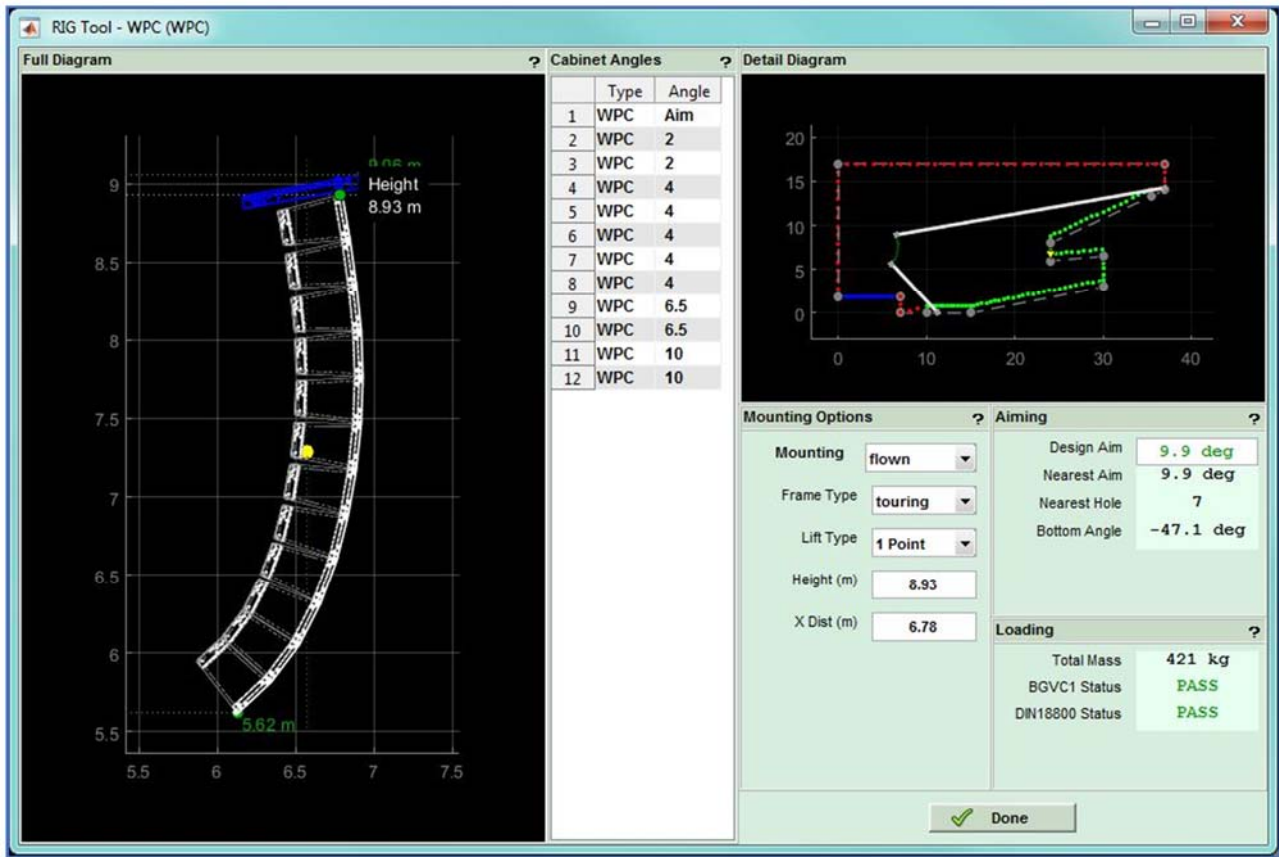 RIG Tool - WPC (WPC)
Full Diagram ?
9.06 m
Height
8.93 m
9
8.5
8
7.5
7
6.5
6
5.5
5.62 m
5.5 6 6.5 7 7.5
Cabinet Angles ?
Type Angle
1 WPC Aim
2 WPC 2
3 WPC 2
4 WPC 4
5 WPC 4
6 WPC 4
7 WPC 4
8 WPC 4
9 WPC 6.5
10 WPC 6.5
11 WPC 10
12 WPC 10
Detail Diagram
20
15
10
5
0
0 10 20 30 40
Mounting Options ?
Mounting flown
Frame Type touring
Lift Type 1 Point
Height (m) 8.93
X Dist (m) 6.78
Aiming ?
Design Aim 9.9 deg
Nearest Aim 9.9 deg
Nearest Hole 7
Bottom Angle -47.1 deg
Loading ?
Total Mass 421 kg
BGVC1 Status PASS
DIN18800 Status PASS
Done